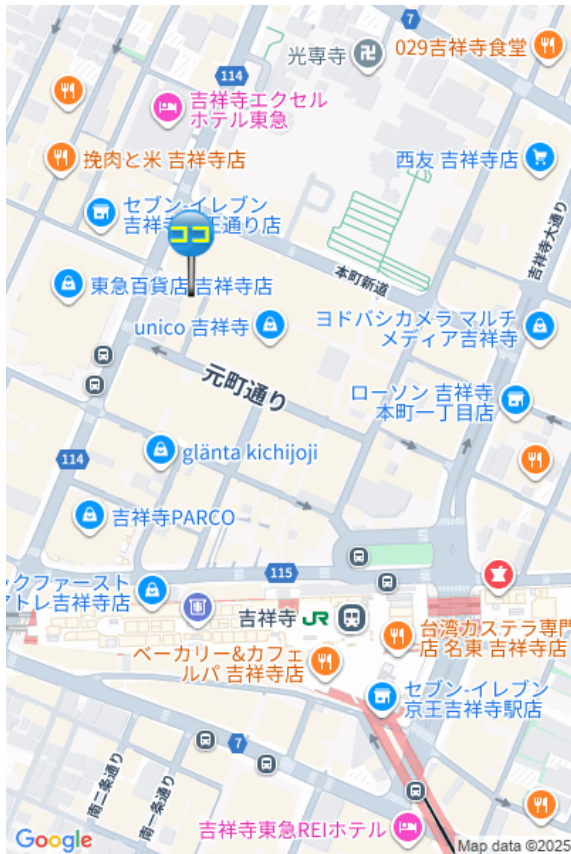 7
光専寺
029吉祥寺食堂
114
吉祥寺エクセル
ホテル東急
挽肉と米 吉祥寺店
西友 吉祥寺店
セブン-イレブン
吉祥寺
王通り店
ココ
吉祥寺大通り
本町新道
東急百貨店 吉祥寺店
unico 吉祥寺
ヨドバシカメラ マルチ
メディア吉祥寺
元町通り
ローソン 吉祥寺
本町一丁目店
114
glänta kichijoji
吉祥寺PARCO
115
ックファースト
アトレ吉祥寺店
吉祥寺 JR
台湾カステラ専門
店 名東 吉祥寺店
ベーカリー&カフェ
ルパ 吉祥寺店
セブン-イレブン
京王吉祥寺駅店
7
南二条通り
南一条通り
吉祥寺東急REIホテル
Google
Map data ©2025